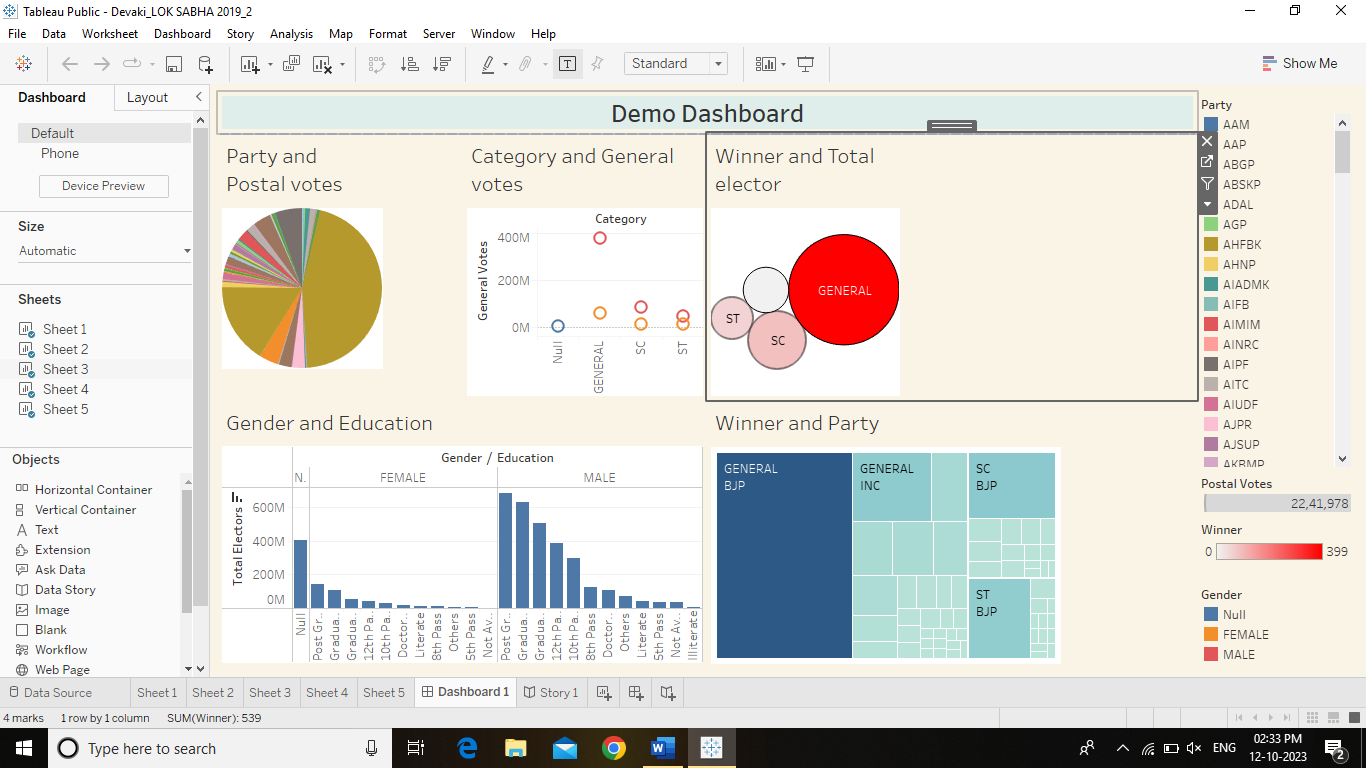 Tableau Public - Devaki_LOK SABHA 2019_2
File Data Worksheet Dashboard Story Analysis Map Format Server Window Help
Standard
Show Me
Dashboard Layout
Default
Phone
Device Preview
Size
Automatic
Sheets
Sheet 1
Sheet 2
Sheet 3
Sheet 4
Sheet 5
Objects
Horizontal Container
Vertical Container
Text
Extension
Ask Data
Data Story
Image
Blank
Workflow
Web Page
Demo Dashboard
Party and
Postal votes
Category and General
votes
Category
General Votes
400M
200M
0M
Null
GENERAL
SC
ST
Winner and Total
elector
GENERAL
ST
SC
Gender and Education
Gender / Education
N. FEMALE MALE
Total Electors
600M
400M
200M
0M
Null
Post Gr..
Gradua..
Gradua..
12th Pa..
10th Pa..
Doctor..
Literate
8th Pass
Others
5th Pass
Not Av..
Post Gr..
Gradua..
Gradua..
12th Pa..
10th Pa..
8th Pass
Doctor..
Others
Literate
5th Pass
Not Av..
Illiterate
Winner and Party
GENERAL
BJP
GENERAL
INC
SC
BJP
ST
BJP
Party
AAM
AAP
ABGP
ABSKP
ADAL
AGP
AHFBK
AHNP
AIADMK
AIFB
AIMIM
AINRC
AIPF
AITC
AIUDF
AJPR
AJSUP
AKBMP
Postal Votes
22,41,978
Winner
0 399
Gender
Null
FEMALE
MALE
Data Source Sheet 1 Sheet 2 Sheet 3 Sheet 4 Sheet 5 Dashboard 1 Story 1
4 marks 1 row by 1 column SUM(Winner): 539
Type here to search
ENG
02:33 PM
12-10-2023
2